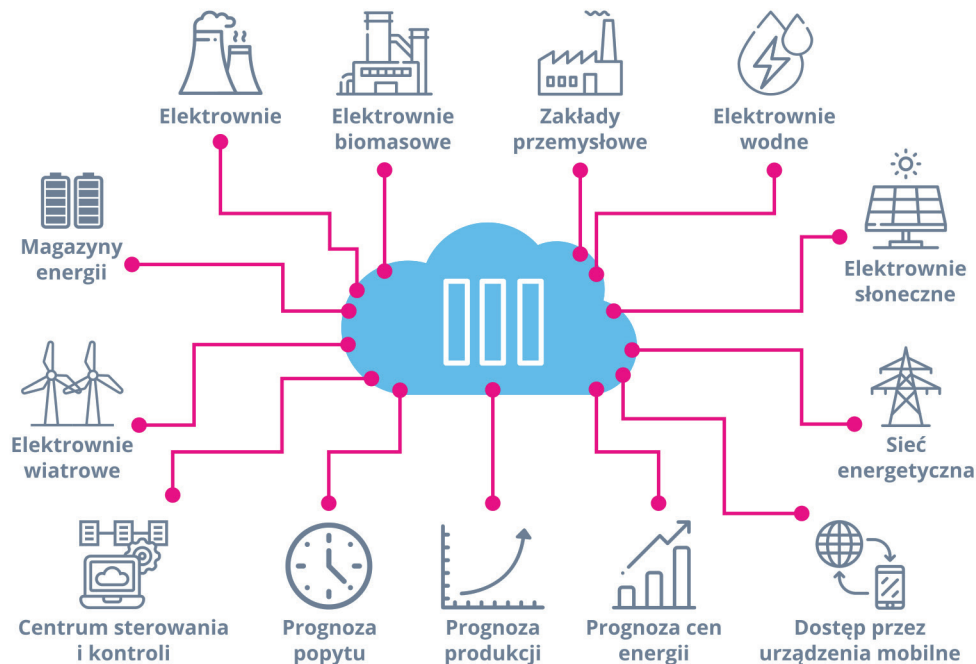 Elektrownie
Elektrownie
biomasowe
Zakłady
przemysłowe
Elektrownie
wodne
Magazyny
energii
Elektrownie
słoneczne
Elektrownie
wiatrowe
Sieć
energetyczna
Centrum sterowania
i kontroli
Prognoza
popytu
Prognoza
produkcji
Prognoza cen
energii
Dostęp przez
urządzenia mobilne